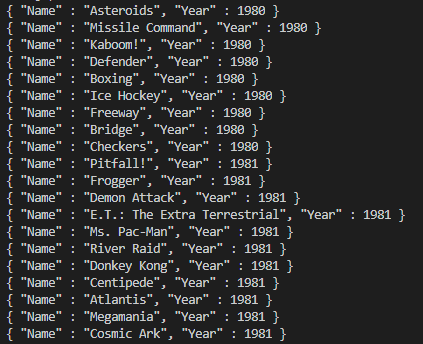 { "Name" : "Asteroids", "Year" : 1980 }
{ "Name" : "Missile Command", "Year" : 1980 }
{ "Name" : "Kaboom!", "Year" : 1980 }
{ "Name" : "Defender", "Year" : 1980 }
{ "Name" : "Boxing", "Year" : 1980 }
{ "Name" : "Ice Hockey", "Year" : 1980 }
{ "Name" : "Freeway", "Year" : 1980 }
{ "Name" : "Bridge", "Year" : 1980 }
{ "Name" : "Checkers", "Year" : 1980 }
{ "Name" : "Pitfall!", "Year" : 1981 }
{ "Name" : "Frogger", "Year" : 1981 }
{ "Name" : "Demon Attack", "Year" : 1981 }
{ "Name" : "E.T.: The Extra Terrestrial", "Year" : 1981 }
{ "Name" : "Ms. Pac-Man", "Year" : 1981 }
{ "Name" : "River Raid", "Year" : 1981 }
{ "Name" : "Donkey Kong", "Year" : 1981 }
{ "Name" : "Centipede", "Year" : 1981 }
{ "Name" : "Atlantis", "Year" : 1981 }
{ "Name" : "Megamania", "Year" : 1981 }
{ "Name" : "Cosmic Ark", "Year" : 1981 }